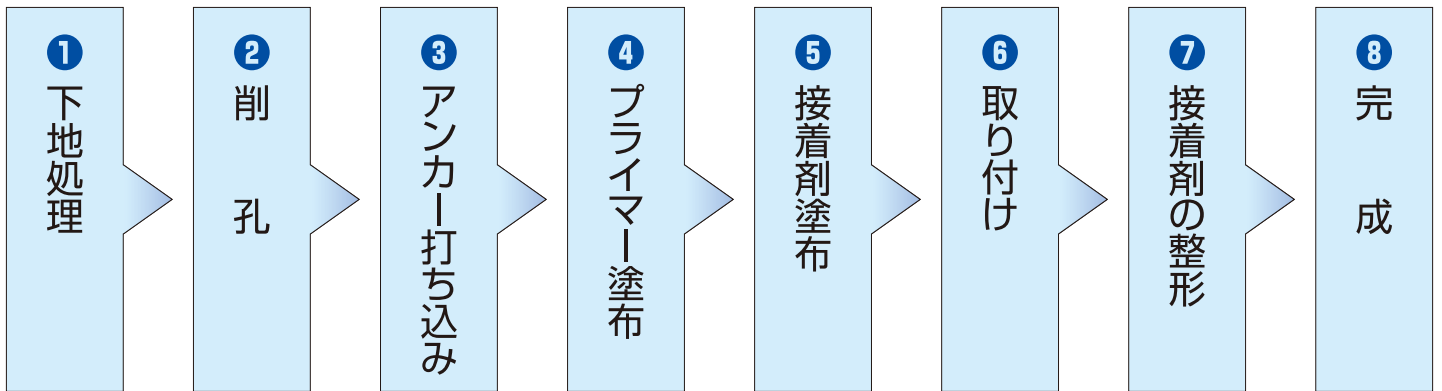 ❶
下地処理
❷
削孔
❸
アンカー打ち込み
❹
プライマー塗布
❺
接着剤塗布
❻
取り付け
❼
接着剤の整形
❽
完成